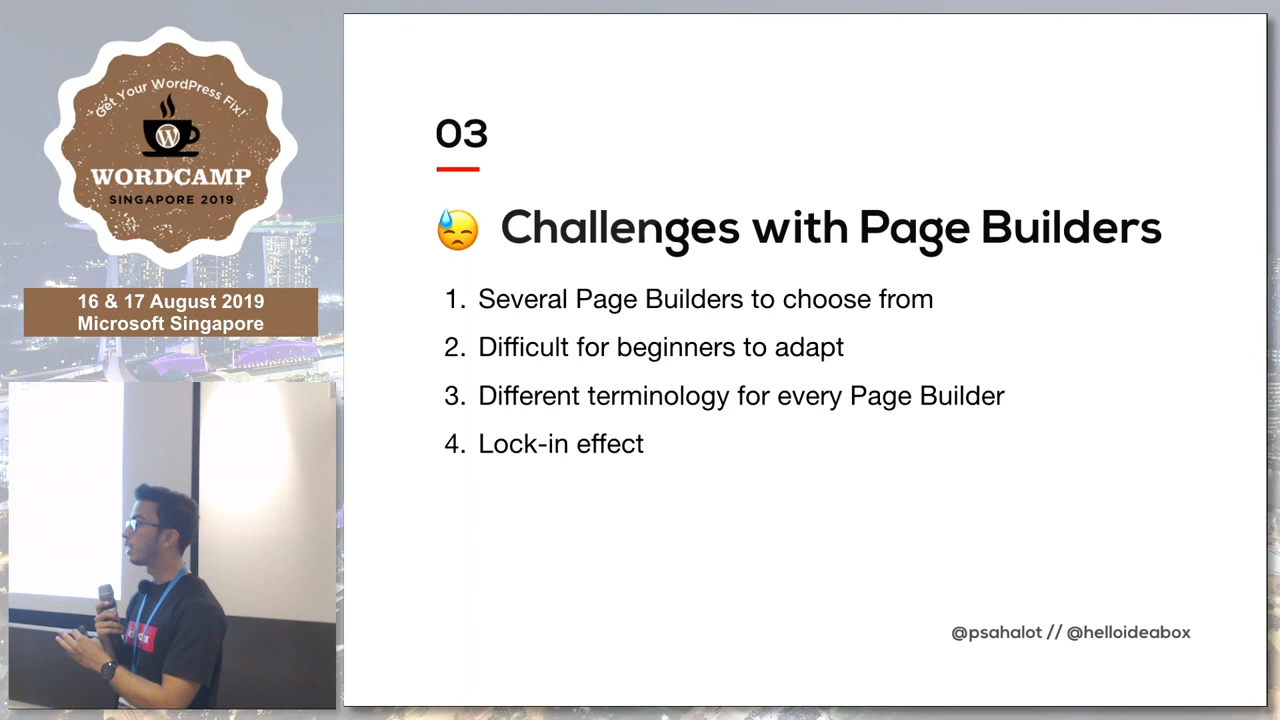 Get Your WordPress Fix!
WORDCAMP
SINGAPORE 2019
16 & 17 August 2019
Microsoft Singapore
03
Challenges with Page Builders
1. Several Page Builders to choose from
2. Difficult for beginners to adapt
3. Different terminology for every Page Builder
4. Lock-in effect
@psahalot // @helloideabox